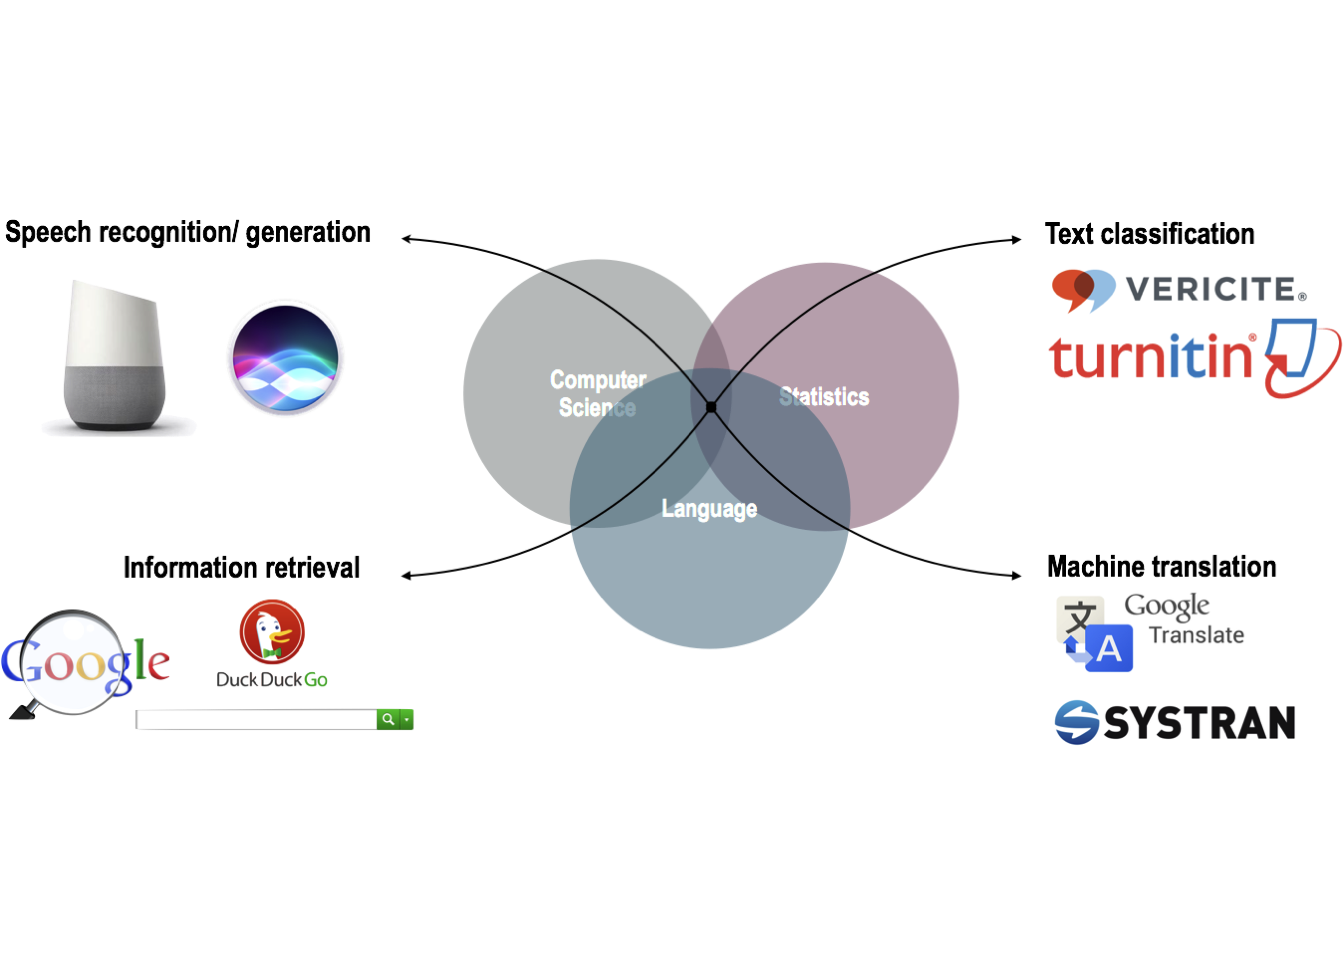 Speech recognition/ generation
Text classification
VERICITE®
turnitin®
Computer
Science
Statistics
Language
Information retrieval
Google
DuckDuckGo
Machine translation
文
A
Google
Translate
SYSTRAN